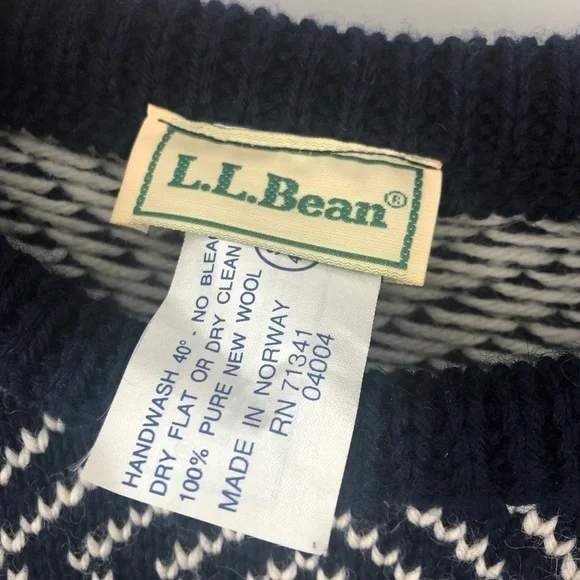 L.L.Bean®
HANDWASH 40° - NO BLEAC
DRY FLAT OR DRY CLEAN
100% PURE NEW WOOL
MADE IN NORWAY
RN 71341
04004